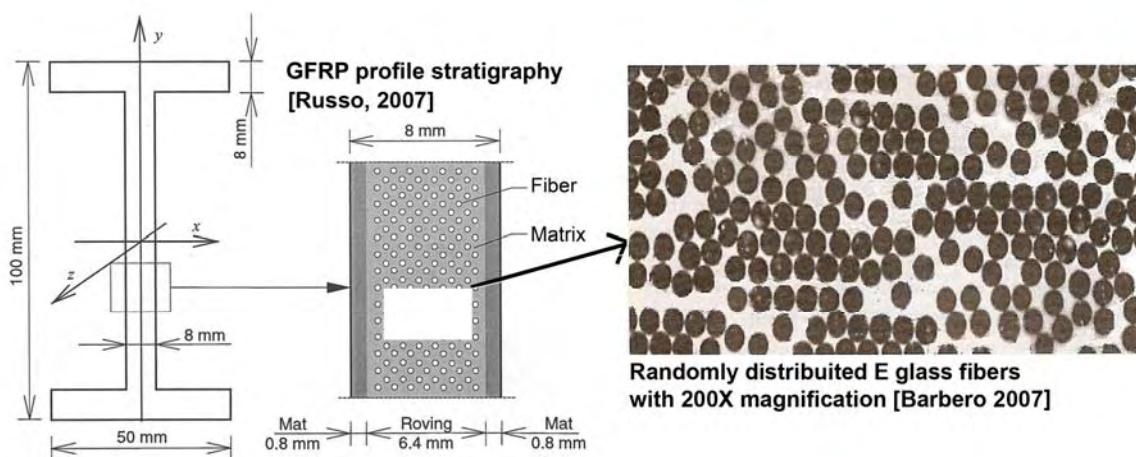 y
8 mm
100 mm
x
z
8 mm
50 mm
GFRP profile stratigraphy
[Russo, 2007]
8 mm
Fiber
Matrix
Mat
0.8 mm
Roving
6.4 mm
Mat
0.8 mm
Randomly distribuited E glass fibers
with 200X magnification [Barbero 2007]